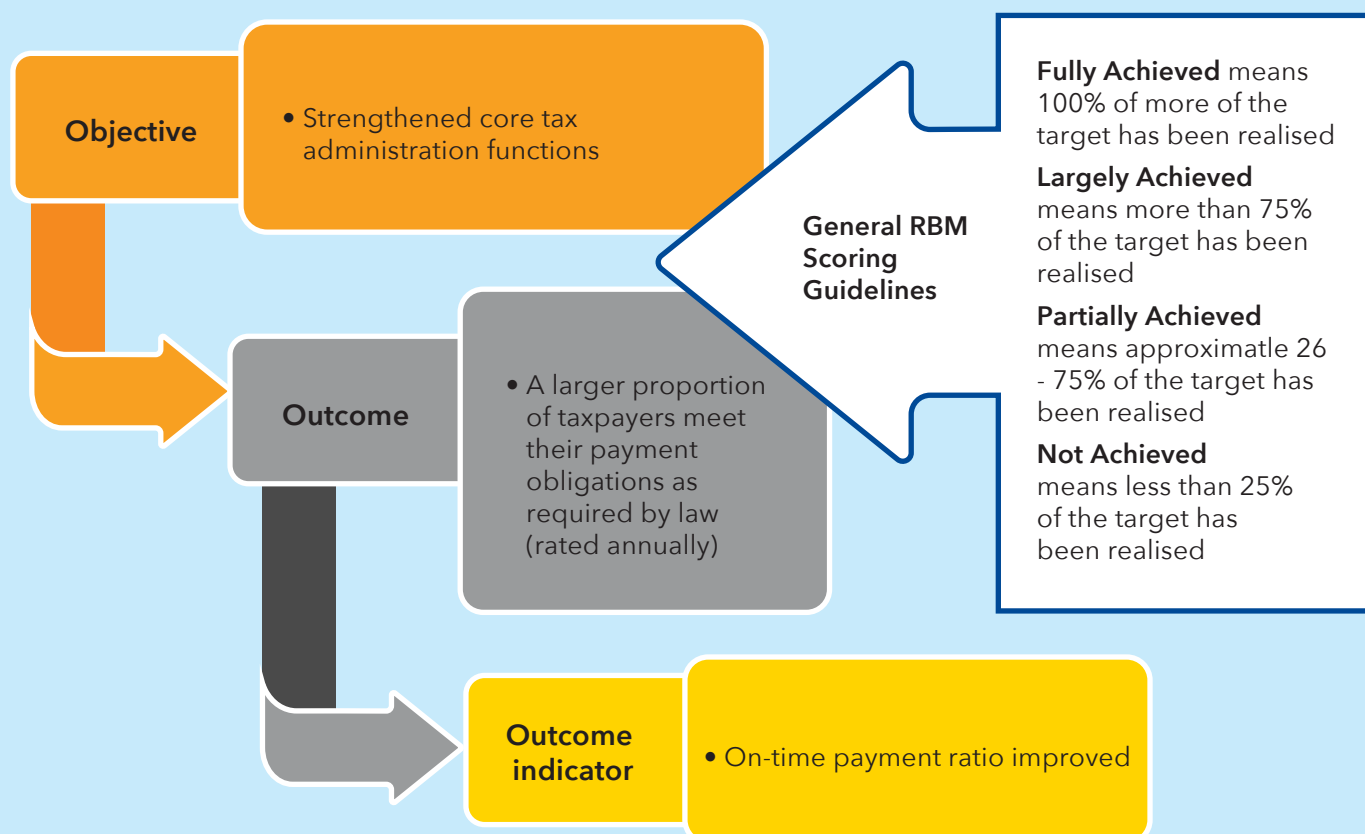 Objective
• Strengthened core tax
administration functions
Outcome
• A larger proportion
of taxpayers meet
their payment
obligations as
required by law
(rated annually)
Outcome
indicator
• On-time payment ratio improved
General RBM
Scoring
Guidelines
Fully Achieved means
100% of more of the
target has been realised
Largely Achieved
means more than 75%
of the target has been
realised
Partially Achieved
means approximatle 26
- 75% of the target has
been realised
Not Achieved
means less than 25%
of the target has
been realised